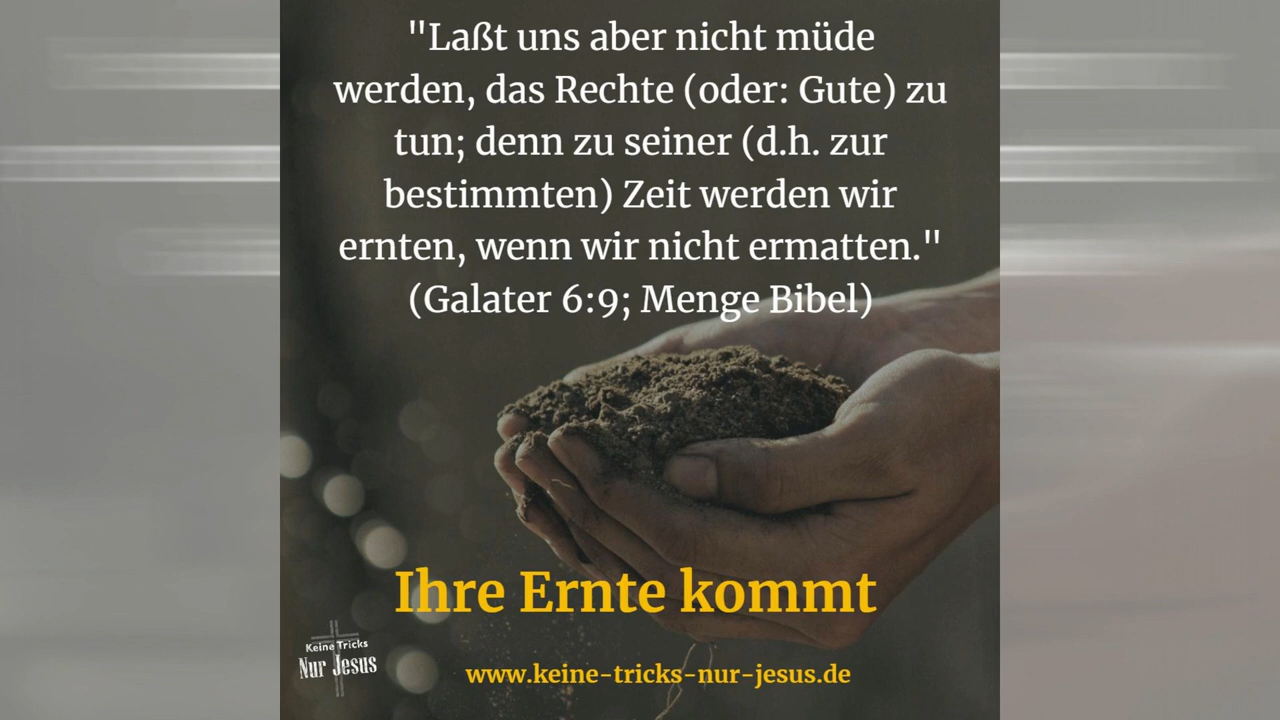 "Laßt uns aber nicht müde
werden, das Rechte (oder: Gute) zu
tun; denn zu seiner (d.h. zur
bestimmten) Zeit werden wir
ernten, wenn wir nicht ermatten."
(Galater 6:9; Menge Bibel)
Ihre Ernte kommt
Keine Tricks
Nur Jesus
www.keine-tricks-nur-jesus.de